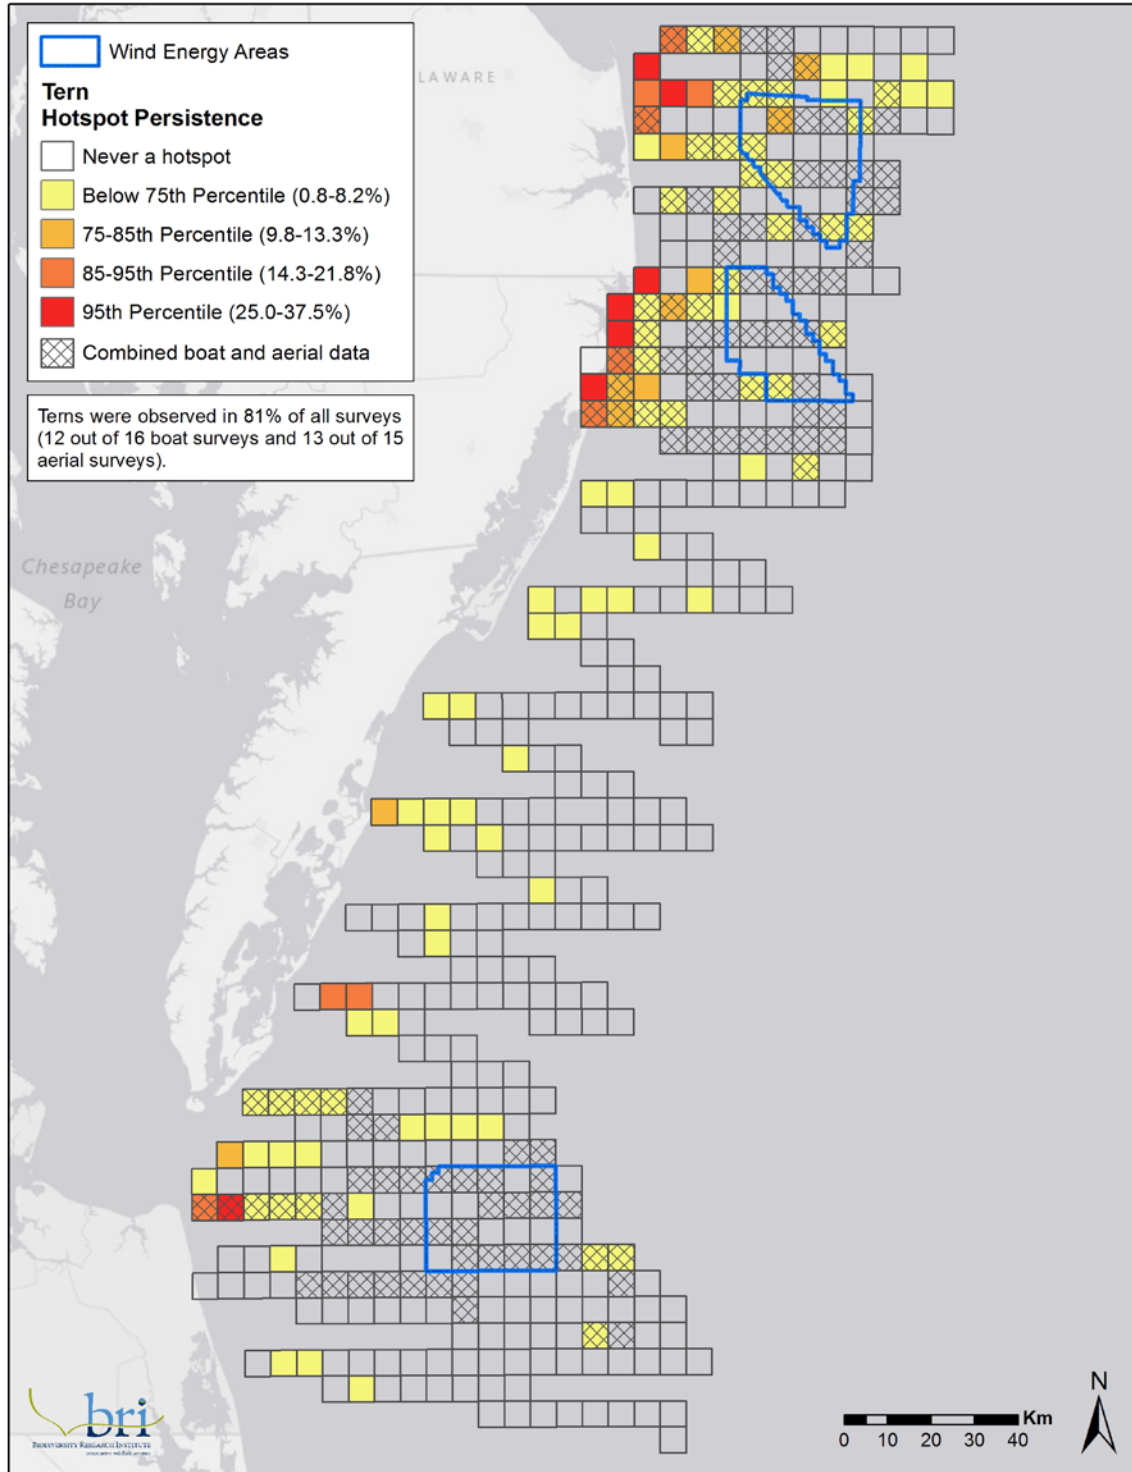 Wind Energy Areas
Tern
Hotspot Persistence
Never a hotspot
Below 75th Percentile (0.8-8.2%)
75-85th Percentile (9.8-13.3%)
85-95th Percentile (14.3-21.8%)
95th Percentile (25.0-37.5%)
Combined boat and aerial data
Terns were observed in 81% of all surveys
(12 out of 16 boat surveys and 13 out of 15
aerial surveys).
LAWARE
Chesapeake
Bay
bri
BIODIVERSITY RESEARCH INSTITUTE
N
Km
0 10 20 30 40